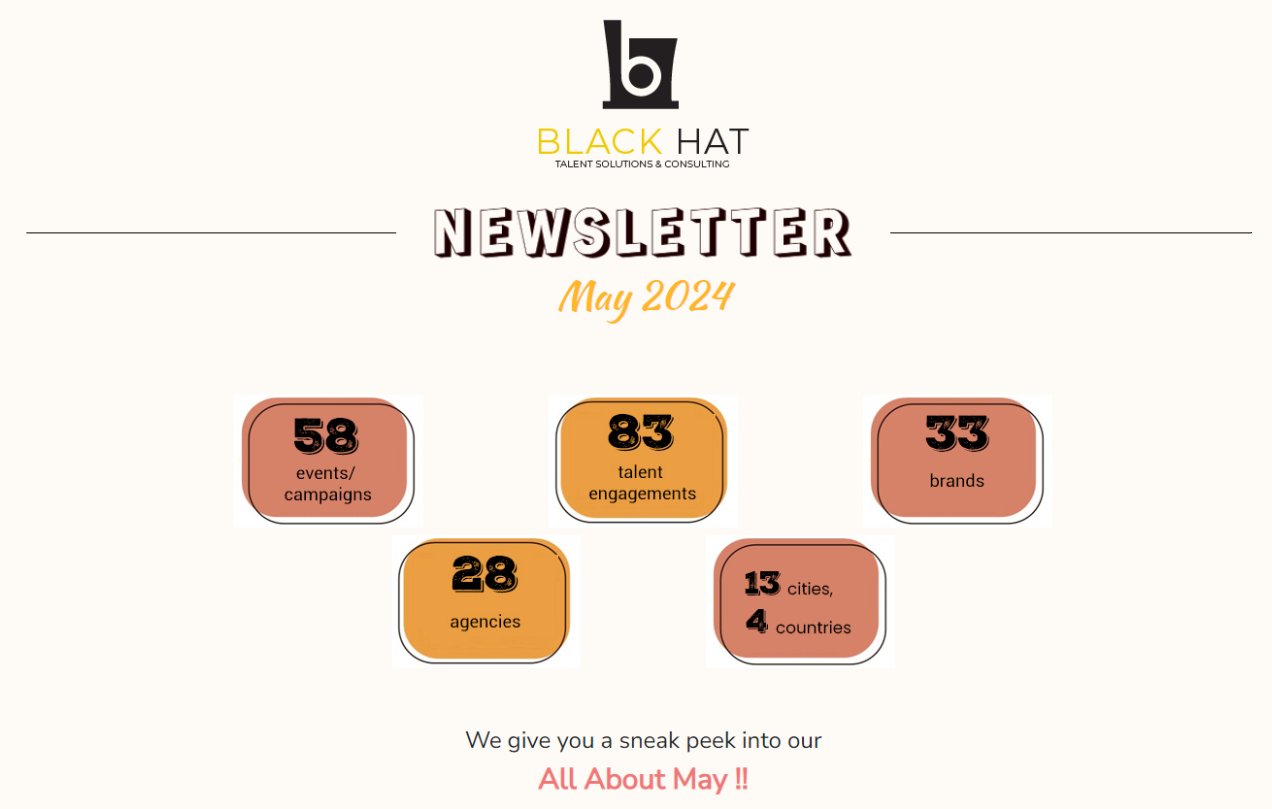 b
BLACK HAT
TALENT SOLUTIONS & CONSULTING
NEWSLETTER
May 2024
58
events/
campaigns
83
talent
engagements
33
brands
28
agencies
13 cities,
4 countries
We give you a sneak peek into our
All About May !!